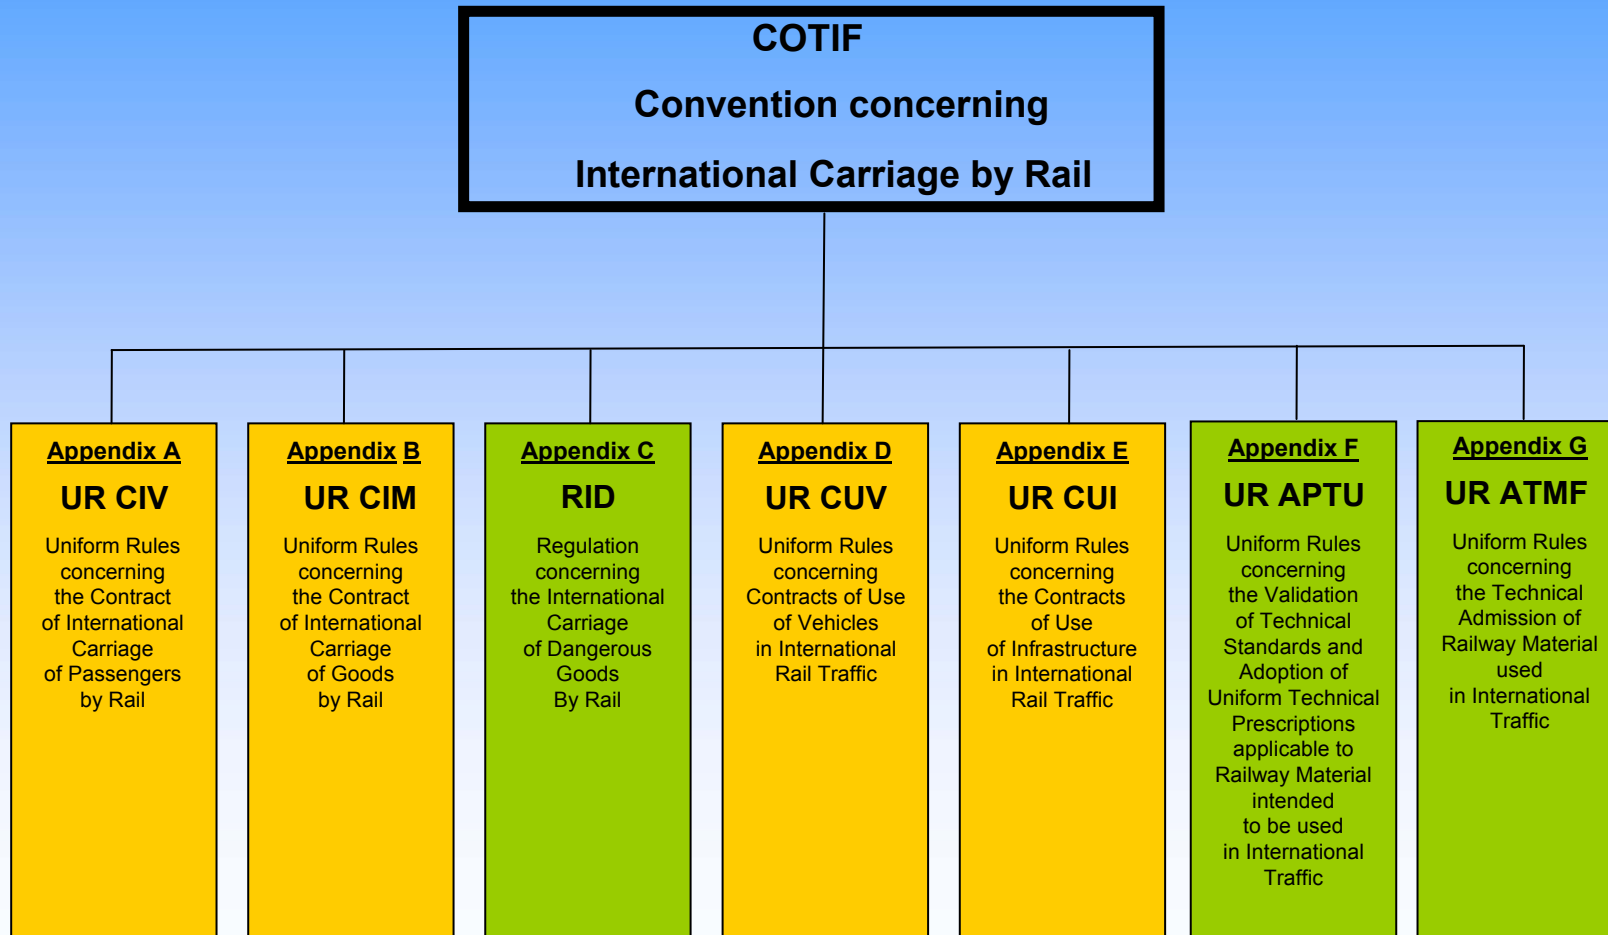 COTIF
Convention concerning
International Carriage by Rail
Appendix A
UR CIV
Uniform Rules
concerning
the Contract
of International
Carriage
of Passengers
by Rail
Appendix B
UR CIM
Uniform Rules
concerning
the Contract
of International
Carriage
of Goods
by Rail
Appendix C
RID
Regulation
concerning
the International
Carriage
of Dangerous
Goods
By Rail
Appendix D
UR CUV
Uniform Rules
concerning
Contracts of Use
of Vehicles
in International
Rail Traffic
Appendix E
UR CUI
Uniform Rules
concerning
the Contracts
of Use
of Infrastructure
in International
Rail Traffic
Appendix F
UR APTU
Uniform Rules
concerning
the Validation
of Technical
Standards and
Adoption of
Uniform Technical
Prescriptions
applicable to
Railway Material
intended
to be used
in International
Traffic
Appendix G
UR ATMF
Uniform Rules
concerning
the Technical
Admission of
Railway Material
used
in International
Traffic